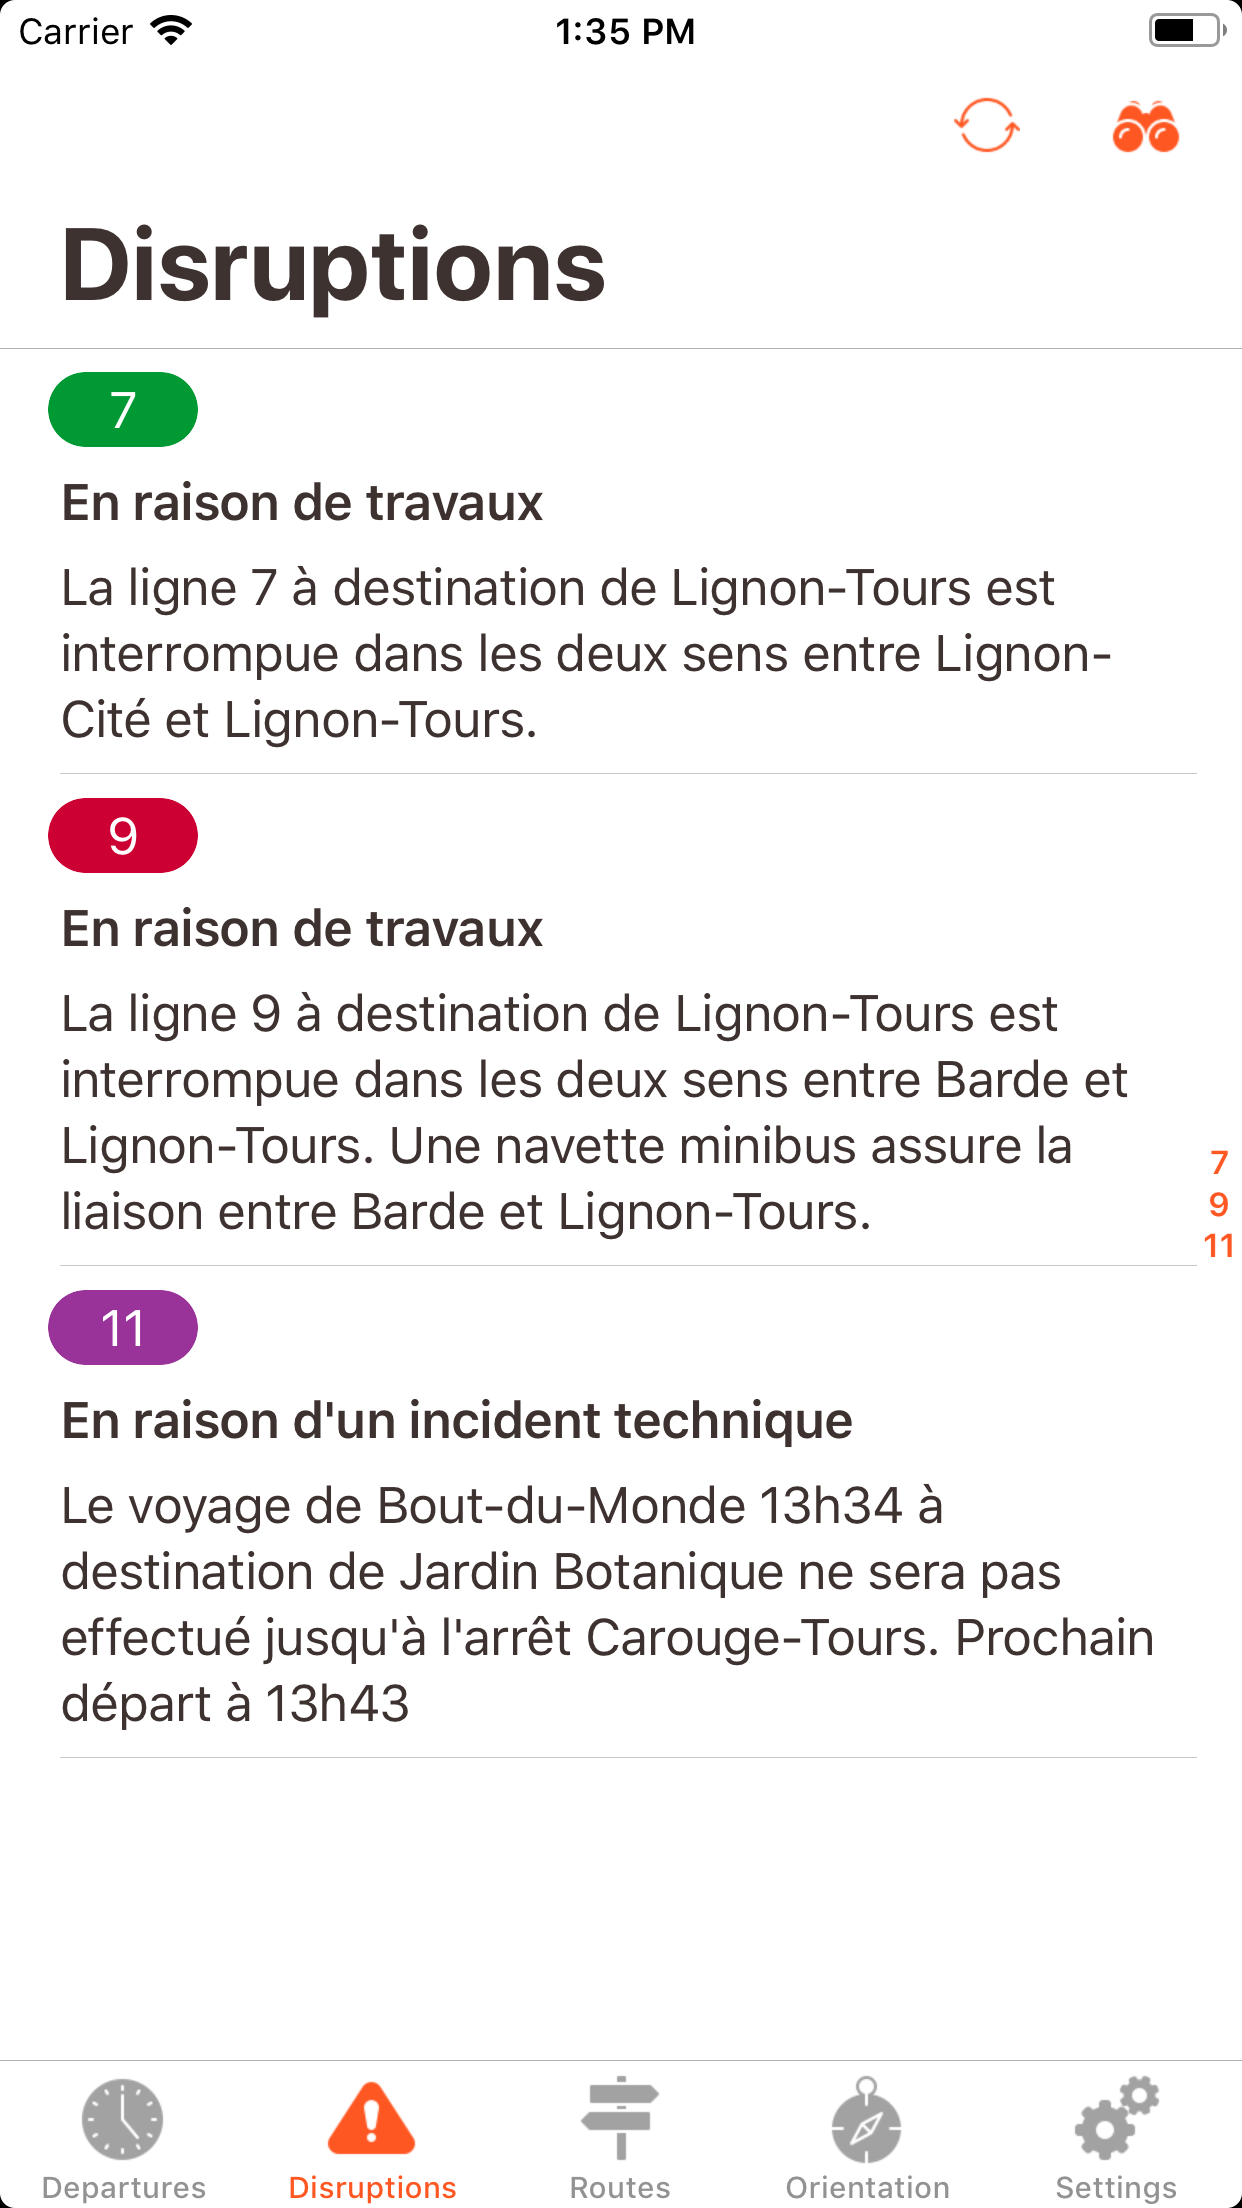 Carrier 1:35 PM
Disruptions
7
En raison de travaux
La ligne 7 à destination de Lignon-Tours est
interrompue dans les deux sens entre Lignon-
Cité et Lignon-Tours.
9
En raison de travaux
La ligne 9 à destination de Lignon-Tours est
interrompue dans les deux sens entre Barde et
Lignon-Tours. Une navette minibus assure la
liaison entre Barde et Lignon-Tours.
7
9
11
11
En raison d'un incident technique
Le voyage de Bout-du-Monde 13h34 à
destination de Jardin Botanique ne sera pas
effectué jusqu'à l'arrêt Carouge-Tours. Prochain
départ à 13h43
Departures Disruptions Routes Orientation Settings